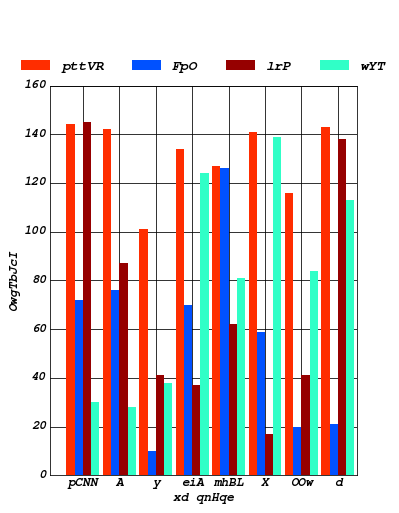 pttVR FpO lrP wYT
160
140
120
100
80
60
40
20
0
OwgTbJcI
pCNN A y eiA mhBL X OOw d
xd qnHqe